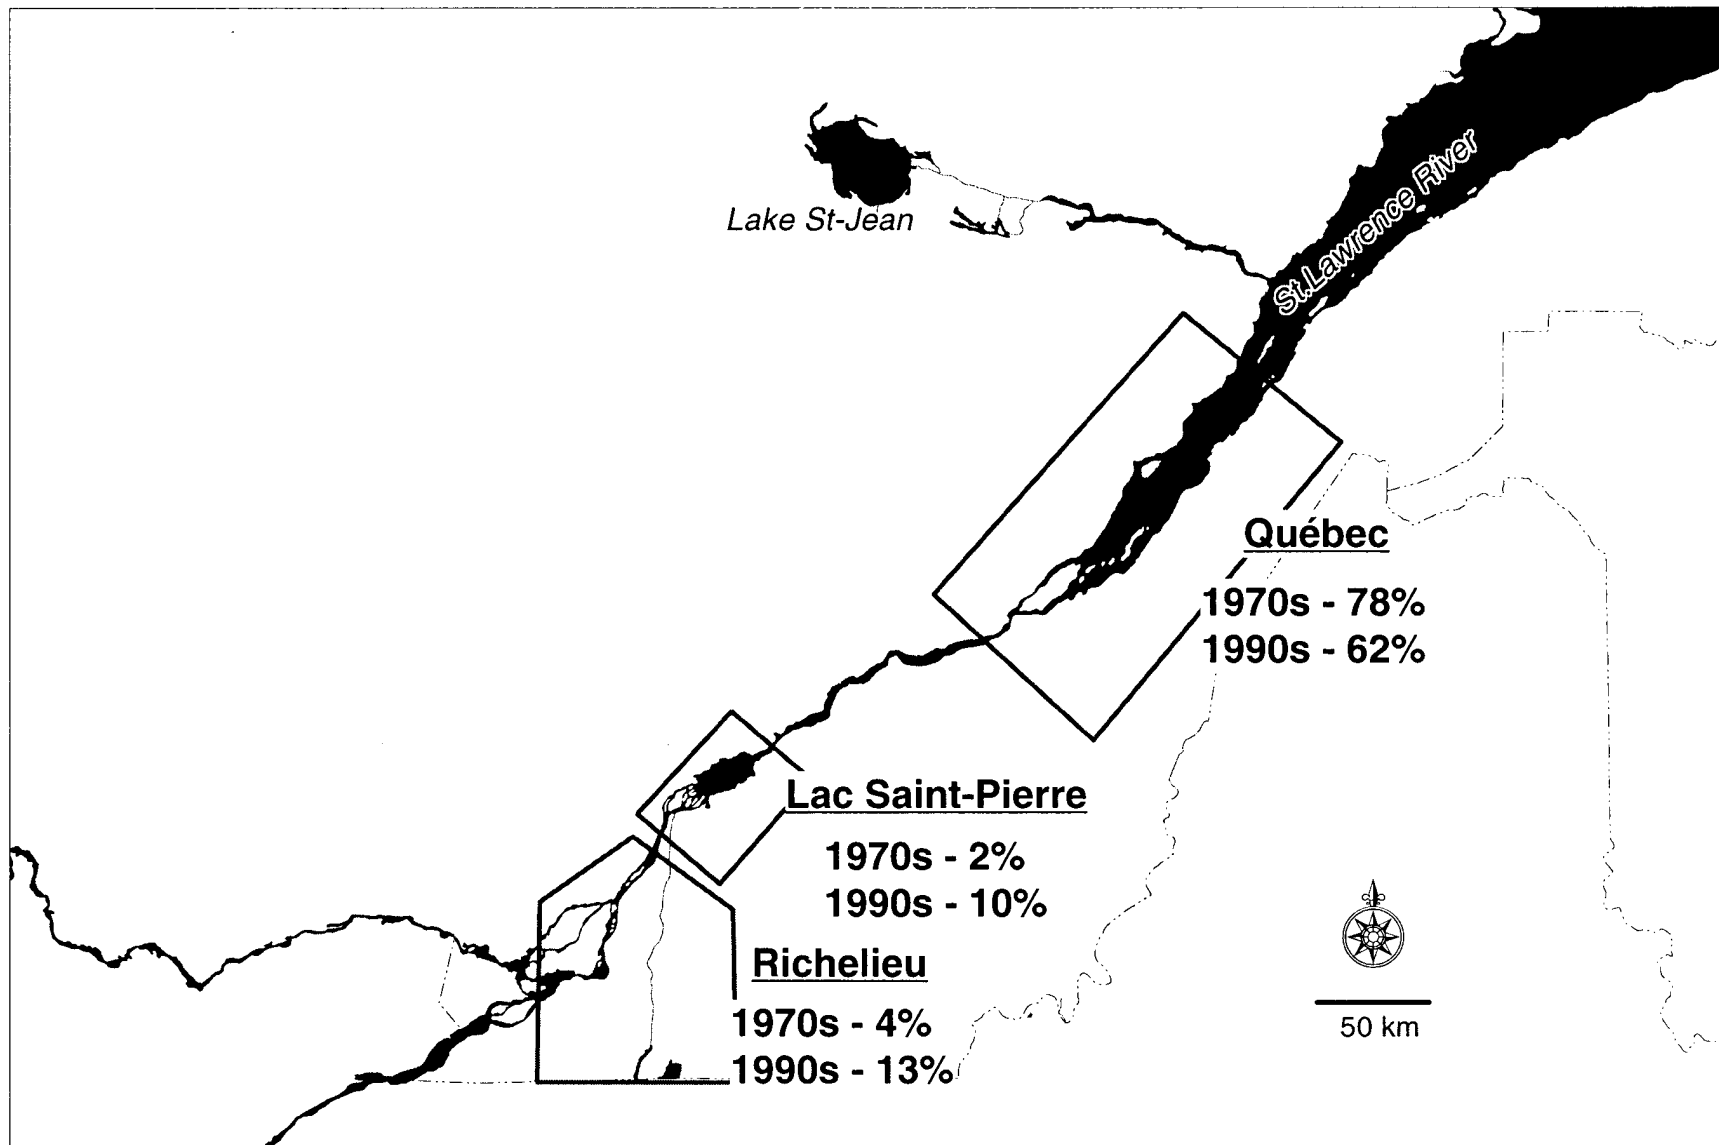 Lake St-Jean
St.Lawrence River
Québec
1970s - 78%
1990s - 62%
Lac Saint-Pierre
1970s - 2%
1990s - 10%
Richelieu
1970s - 4%
1990s - 13%
50 km